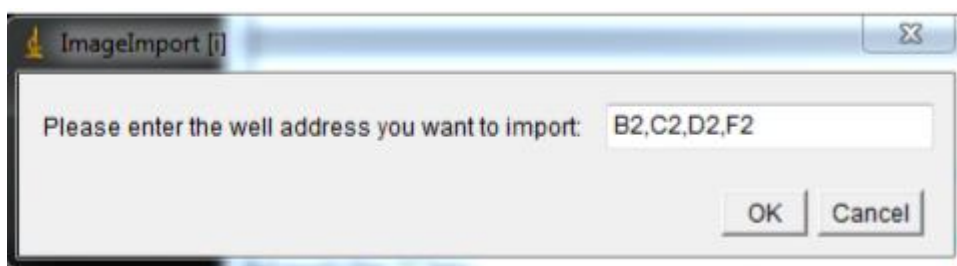 ImageImport [i]
Please enter the well address you want to import: B2,C2,D2,F2
OK Cancel